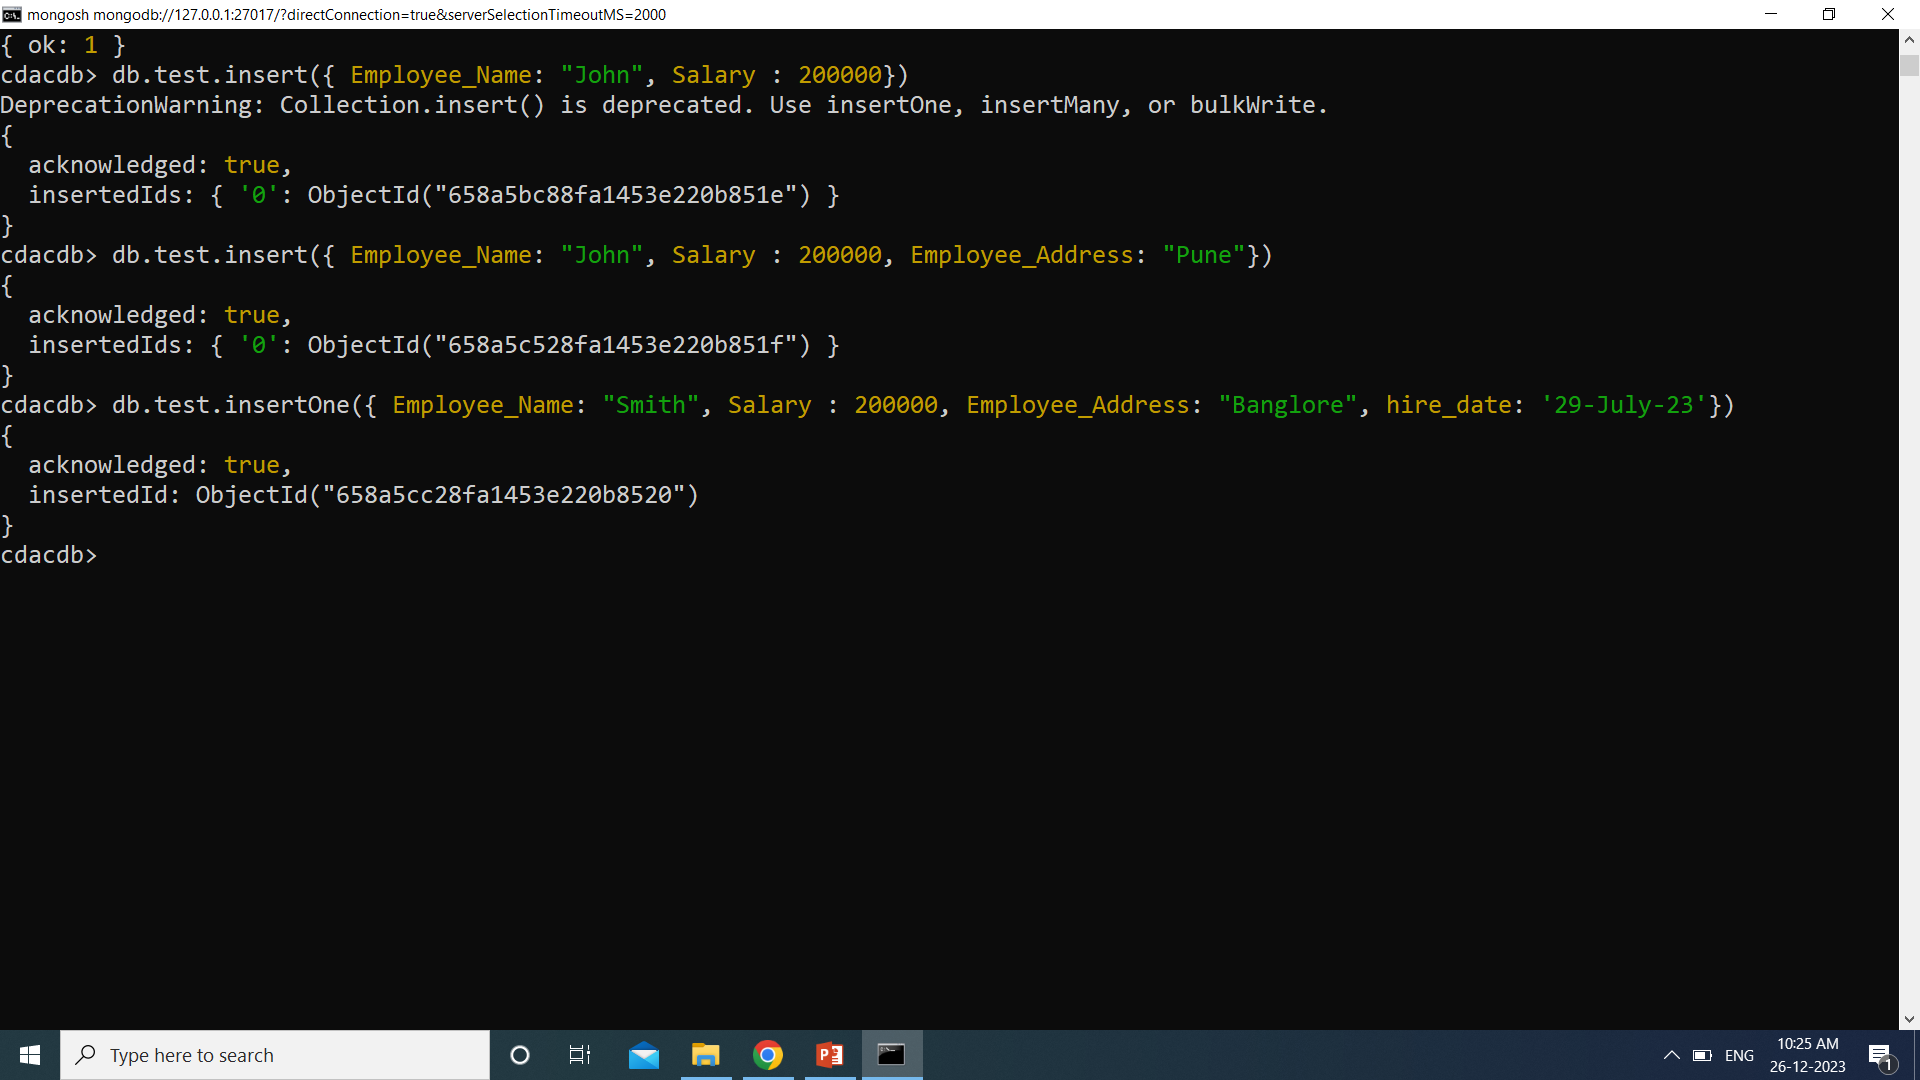 mongosh mongodb://127.0.0.1:27017/?directConnection=true&serverSelectionTimeoutMS=2000
{ ok: 1 }
cdacdb> db.test.insert({ Employee_Name: "John", Salary : 200000})
DeprecationWarning: Collection.insert() is deprecated. Use insertOne, insertMany, or bulkWrite.
{
  acknowledged: true,
  insertedIds: { '0': ObjectId("658a5bc88fa1453e220b851e") }
}
cdacdb> db.test.insert({ Employee_Name: "John", Salary : 200000, Employee_Address: "Pune"})
{
  acknowledged: true,
  insertedIds: { '0': ObjectId("658a5c528fa1453e220b851f") }
}
cdacdb> db.test.insertOne({ Employee_Name: "Smith", Salary : 200000, Employee_Address: "Banglore", hire_date: '29-July-23'})
{
  acknowledged: true,
  insertedId: ObjectId("658a5cc28fa1453e220b8520")
}
cdacdb>
Type here to search
ENG
10:25 AM
26-12-2023
1